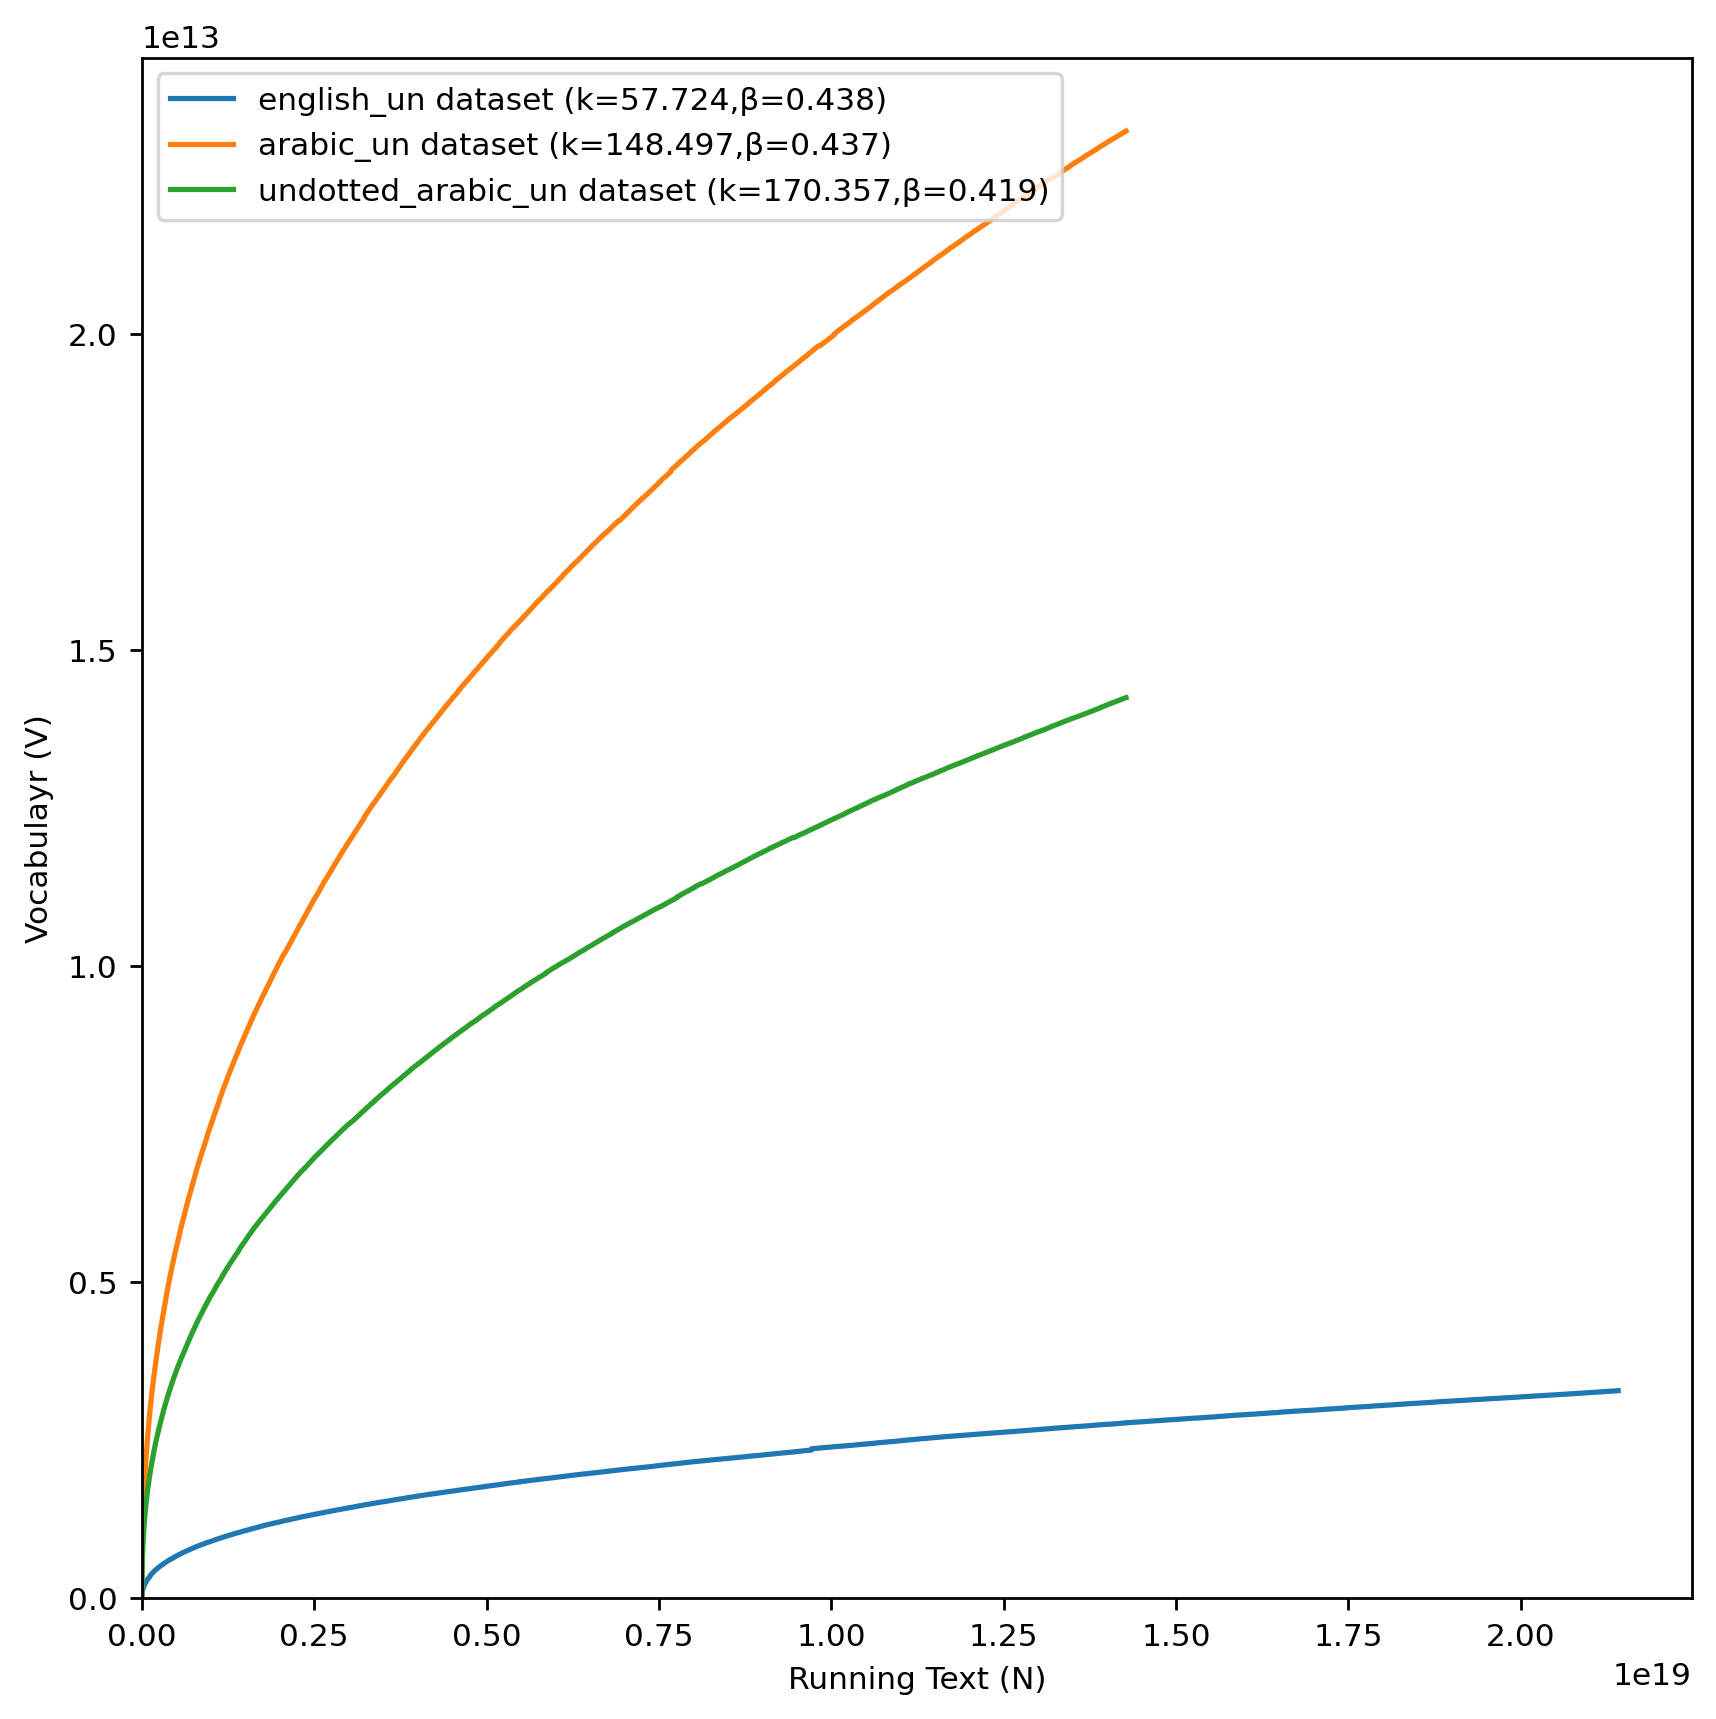 1e13
english_un dataset (k=57.724,β=0.438)
arabic_un dataset (k=148.497,β=0.437)
undotted_arabic_un dataset (k=170.357,β=0.419)
2.0
1.5
1.0
0.5
0.0
Vocabulayr (V)
0.00 0.25 0.50 0.75 1.00 1.25 1.50 1.75 2.00
Running Text (N)
1e19